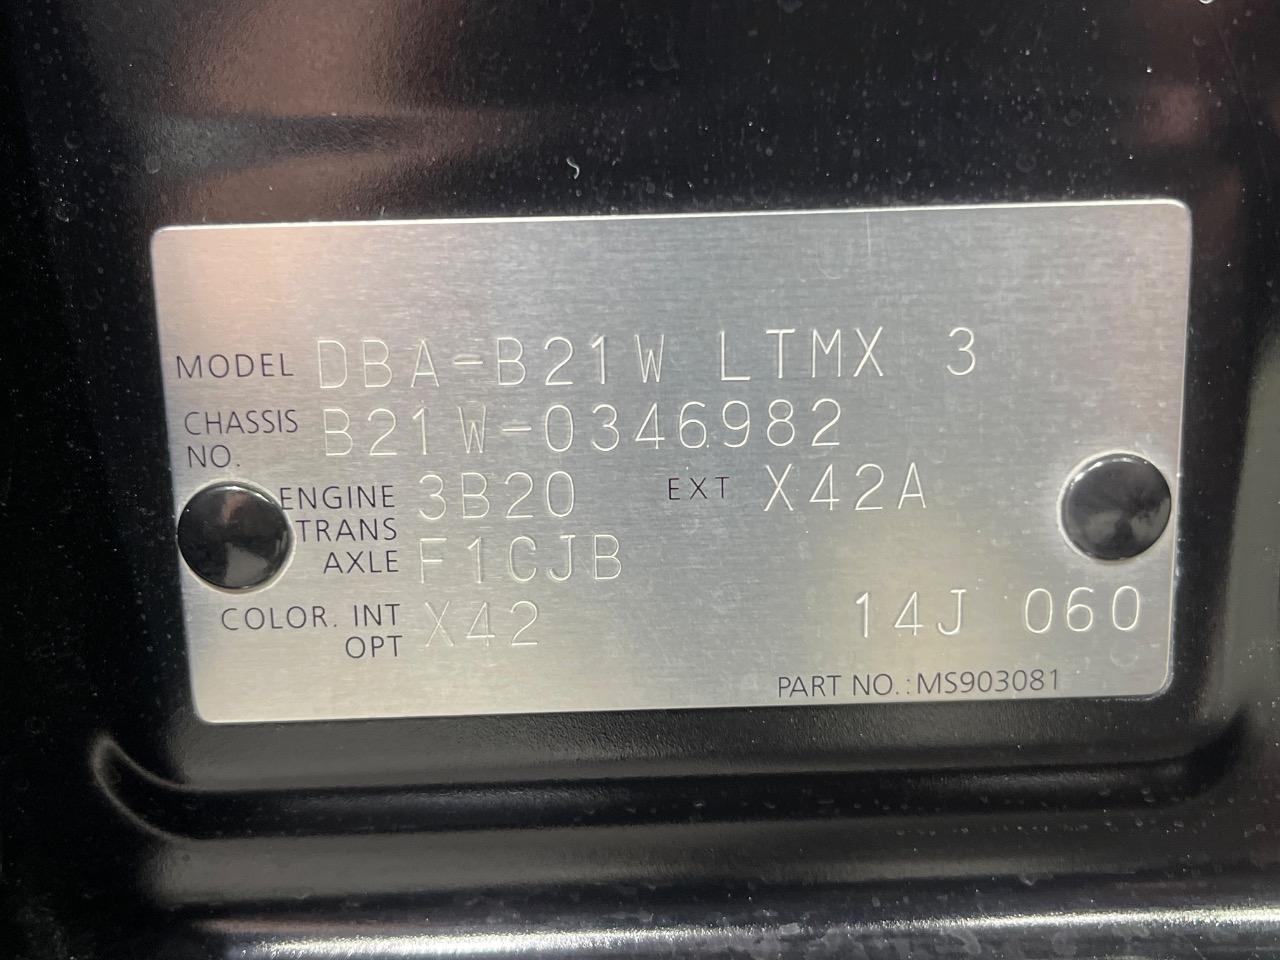 MODEL DBA-B21W LTMX 3
CHASSIS NO. B21W-0346982
ENGINE 3B20 EXT X42A
TRANS AXLE F1CJB
COLOR. INT OPT X42 14J 060
PART NO.:MS903081